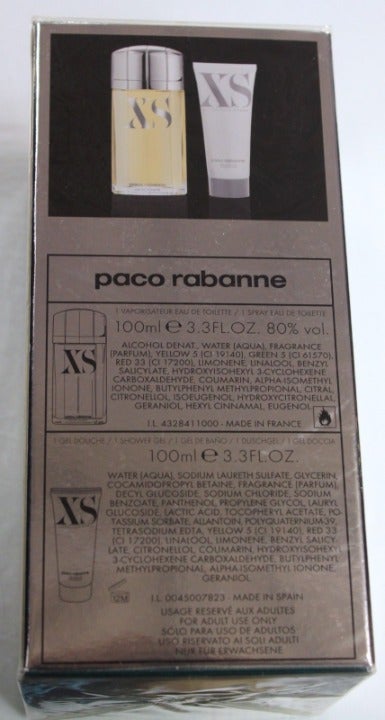 XS
XS
paco rabanne
paco rabanne
1 VAPORISATEUR EAU DE TOILETTE / 1 SPRAY EAU DE TOILETTE
100ml e 3.3FL.OZ. 80% vol.
ALCOHOL DENAT., WATER (AQUA), FRAGRANCE
(PARFUM), YELLOW 5 (CI 19140), GREEN 5 (CI 61570),
RED 33 (CI 17200), LIMONENE, LINALOOL, BENZYL
SALICYLATE, HYDROXYISOHEXYL 3-CYCLOHEXENE
CARBOXALDEHYDE, COUMARIN, ALPHA-ISOMETHYL
IONONE, BUTYLPHENYL METHYLPROPIONAL, CITRAL,
CITRONELLOL, ISOEUGENOL, HYDROXYCITRONELLAL,
GERANIOL, HEXYL CINNAMAL, EUGENOL
XS
I.L. 4328411000 - MADE IN FRANCE
1 GEL DOUCHE / 1 SHOWER GEL / 1 GEL DE BAÑO / 1 DUSCHGEL / 1 GEL DOCCIA
100ml e 3.3FL.OZ.
WATER (AQUA), SODIUM LAURETH SULFATE, GLYCERIN,
COCAMIDOPROPYL BETAINE, FRAGRANCE (PARFUM),
DECYL GLUCOSIDE, SODIUM CHLORIDE, SODIUM
BENZOATE, PANTHENOL, PROPYLENE GLYCOL, LAURYL
GLUCOSIDE, LACTIC ACID, TOCOPHERYL ACETATE, PO-
TASSIUM SORBATE, ALLANTOIN, POLYQUATERNIUM-39,
TETRASODIUM EDTA, YELLOW 5 (CI 19140), RED 33
(CI 17200), LINALOOL, LIMONENE, BENZYL SALICY-
LATE, CITRONELLOL, COUMARIN, HYDROXYISOHEXYL
3-CYCLOHEXENE CARBOXALDEHYDE, BUTYLPHENYL
METHYLPROPIONAL, ALPHA-ISOMETHYL IONONE,
GERANIOL.
XS
12M
I.L. 0045007823 - MADE IN SPAIN
USAGE RESERVÉ AUX ADULTES
FOR ADULT USE ONLY
SÓLO PARA USO DE ADULTOS
USO RISERVATO AI SOLI ADULTI
NUR FÜR ERWACHSENE